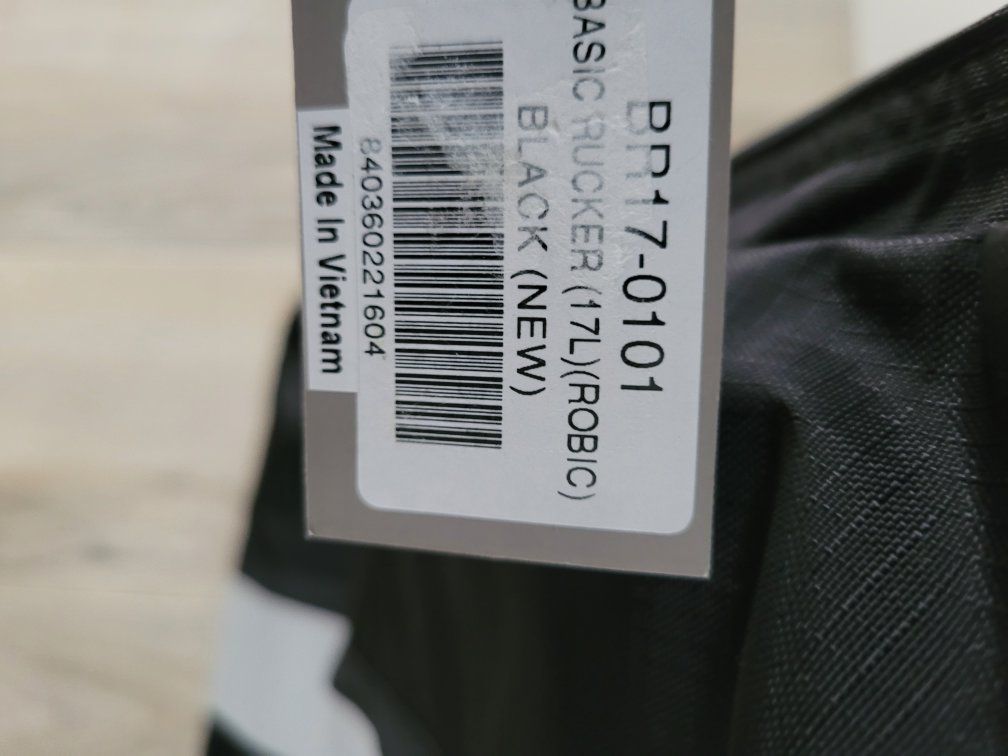 BR17-0101
BASIC RUCKER (17L)(ROBIC)
BLACK (NEW)
840360221604
Made In Vietnam